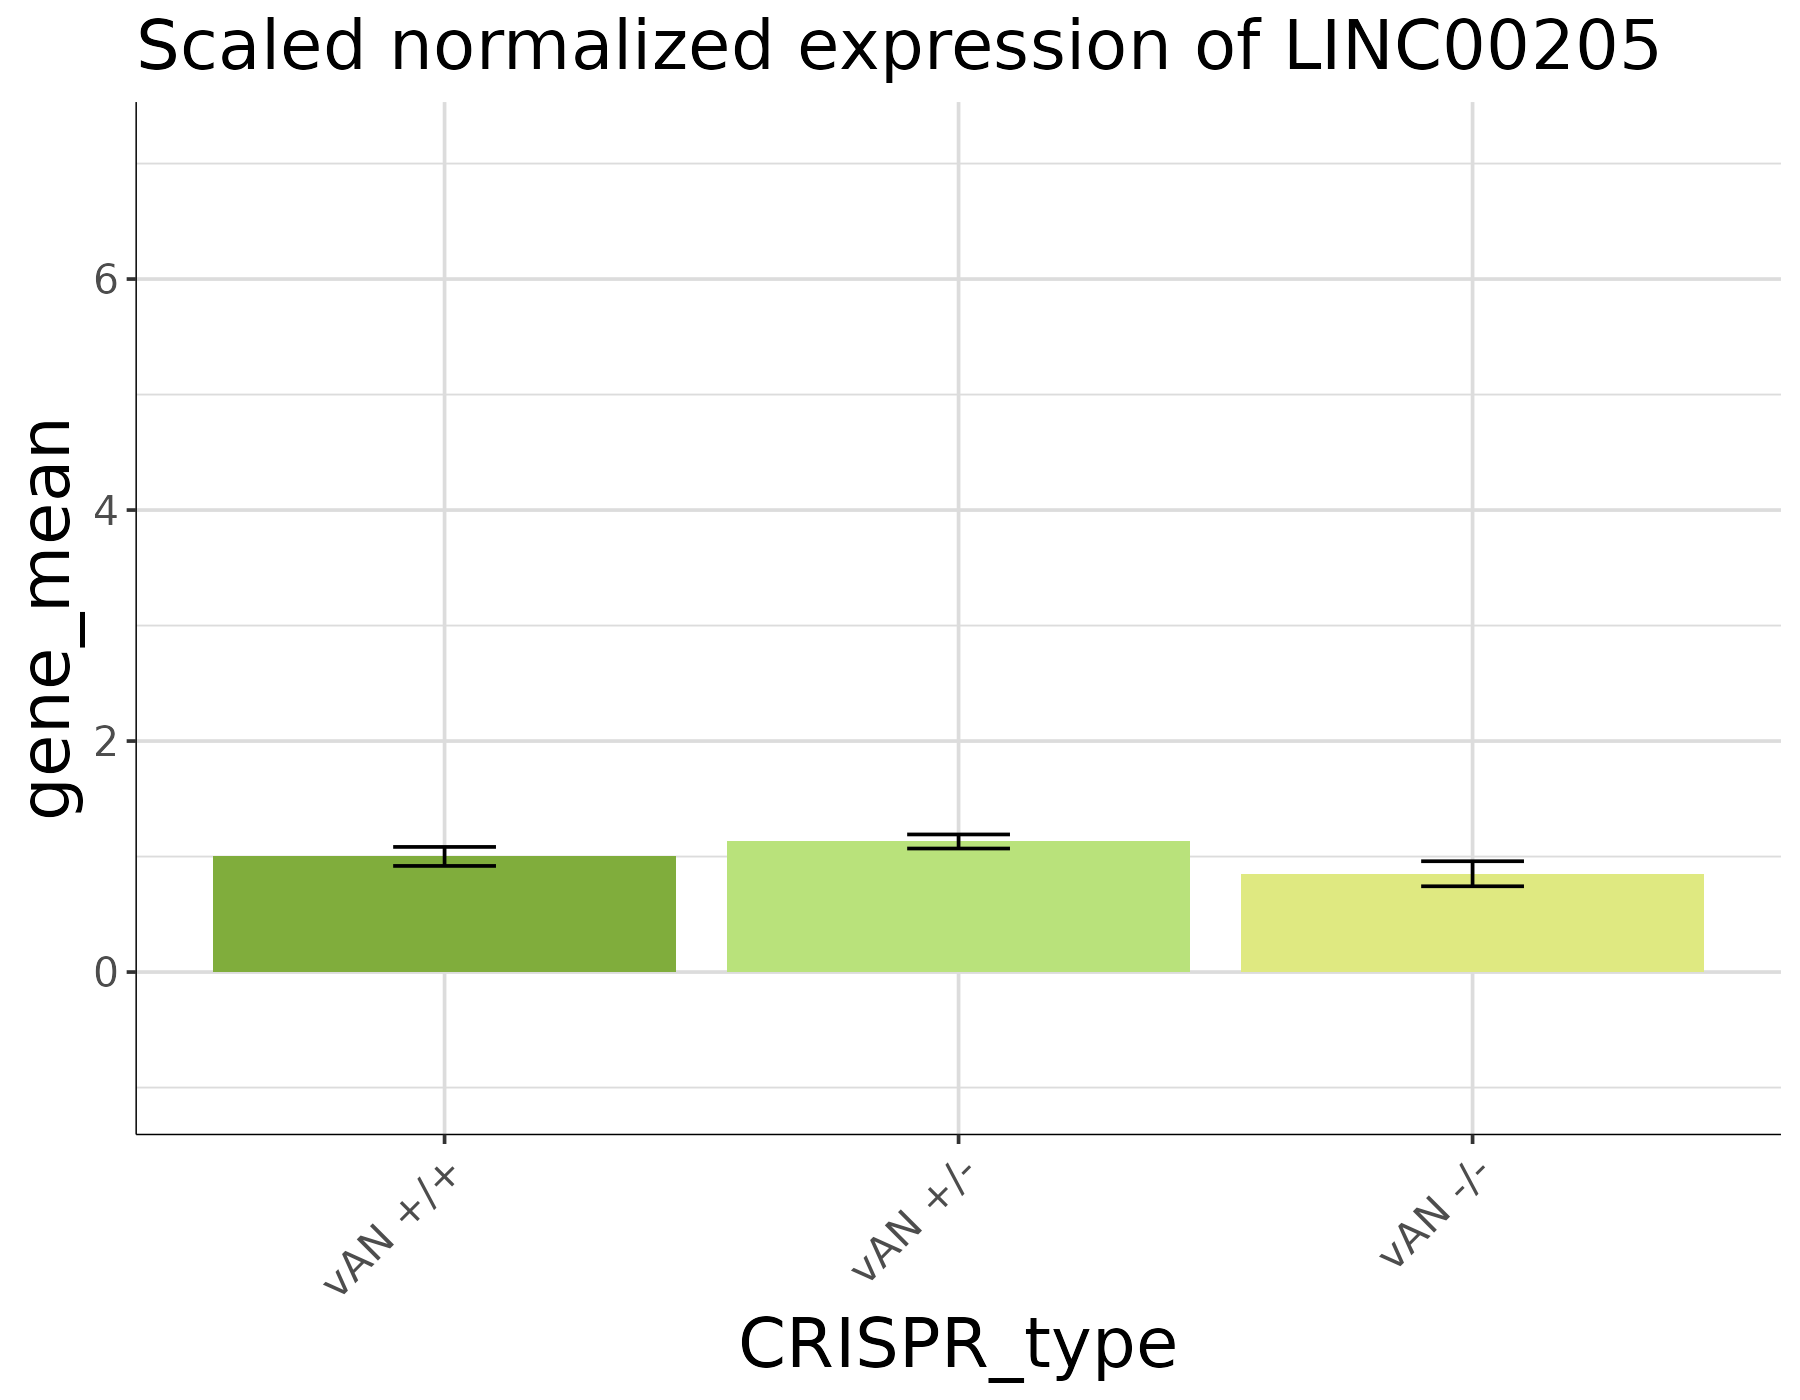 Scaled normalized expression of LINC00205
gene_mean
6
4
2
0
vAN +/+
vAN +/-
vAN -/-
CRISPR_type